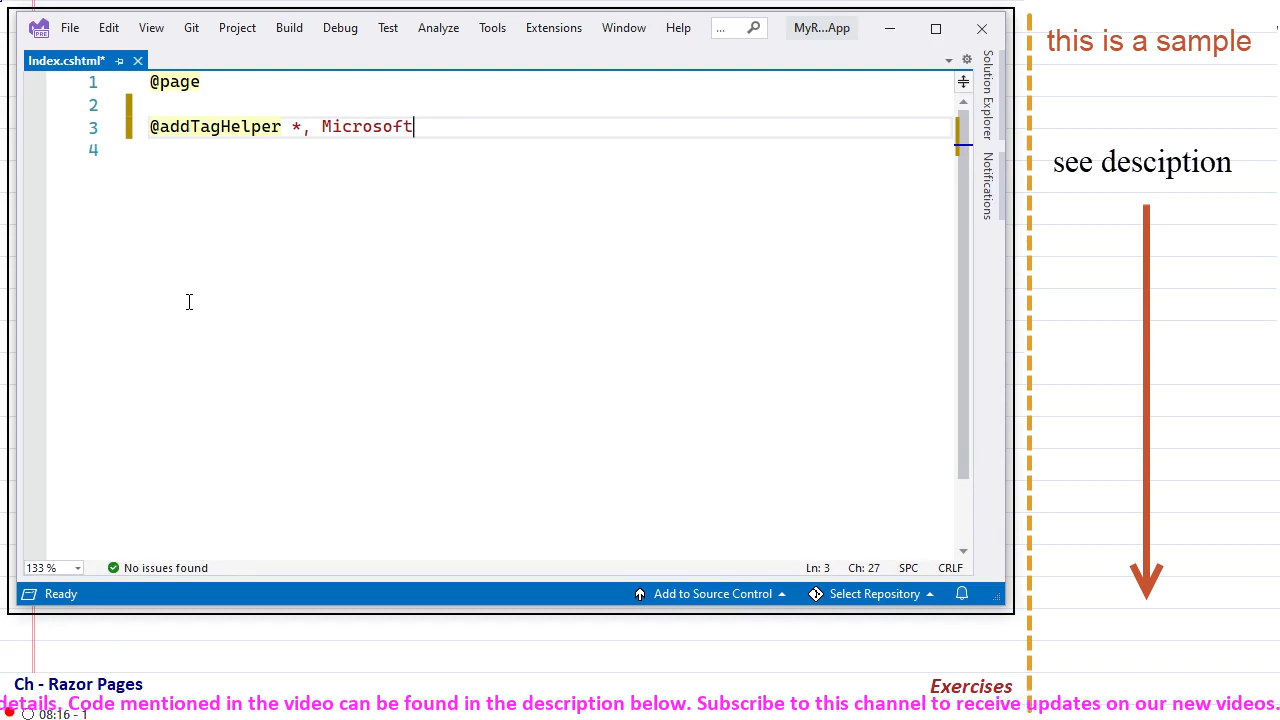 File Edit View Git Project Build Debug Test Analyze Tools Extensions Window Help ... MyR...App
Index.cshtml*
1 @page
2
3 @addTagHelper *, Microsoft
4
Solution Explorer
Notifications
133 % No issues found Ln: 3 Ch: 27 SPC CRLF
Ready Add to Source Control Select Repository
this is a sample
see desciption
Ch - Razor Pages Exercises
details. Code mentioned in the video can be found in the description below. Subscribe to this channel to receive updates on our new videos.
08:16 - 1